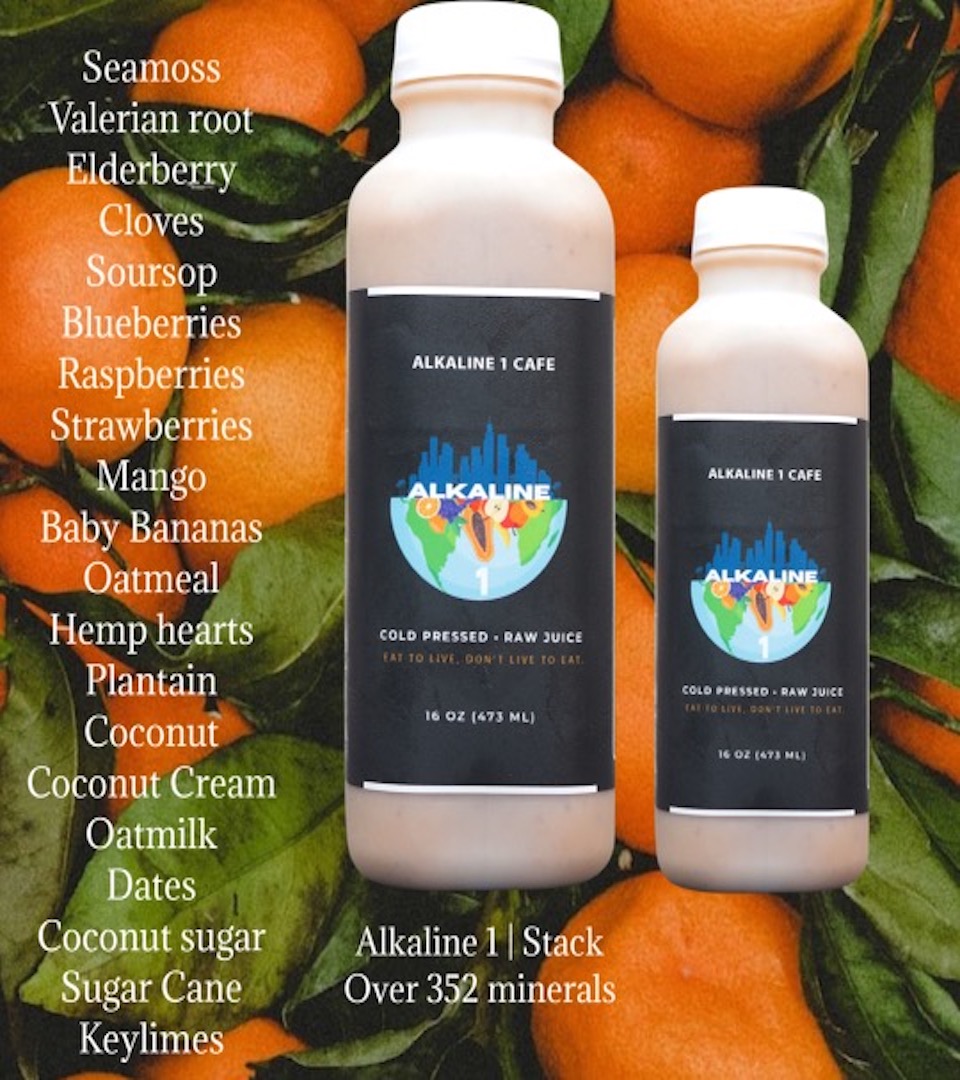 Seamoss
Valerian root
Elderberry
Cloves
Soursop
Blueberries
Raspberries
Strawberries
Mango
Baby Bananas
Oatmeal
Hemp hearts
Plantain
Coconut
Coconut Cream
Oatmilk
Dates
Coconut sugar
Sugar Cane
Keylimes
ALKALINE 1 CAFE
ALKALINE
1
COLD PRESSED • RAW JUICE
EAT TO LIVE, DON'T LIVE TO EAT.
16 OZ (473 ML)
ALKALINE 1 CAFE
ALKALINE
1
COLD PRESSED • RAW JUICE
EAT TO LIVE, DON'T LIVE TO EAT.
16 OZ (473 ML)
Alkaline 1 | Stack
Over 352 minerals